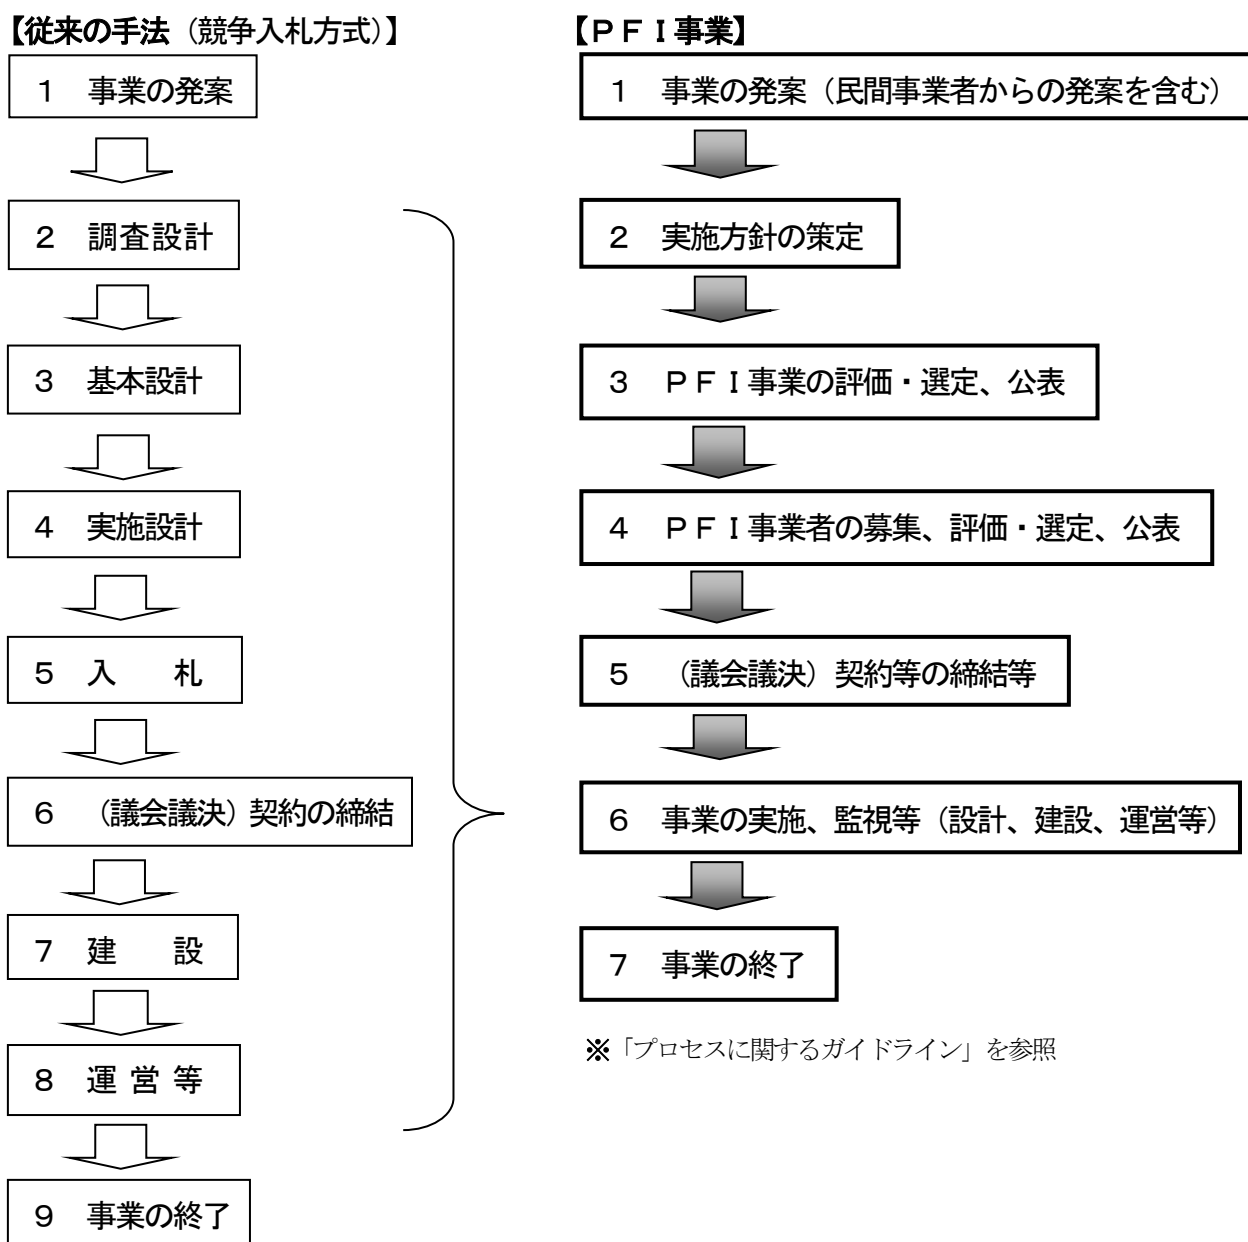 【従来の手法（競争入札方式）】
1　事業の発案
2　調査設計
3　基本設計
4　実施設計
5　入　　札
6　（議会議決）契約の締結
7　建　　設
8　運 営 等
9　事業の終了
【ＰＦＩ事業】
1　事業の発案（民間事業者からの発案を含む）
2　実施方針の策定
3　ＰＦＩ事業の評価・選定、公表
4　ＰＦＩ事業者の募集、評価・選定、公表
5　（議会議決）契約等の締結等
6　事業の実施、監視等（設計、建設、運営等）
7　事業の終了
※「プロセスに関するガイドライン」を参照